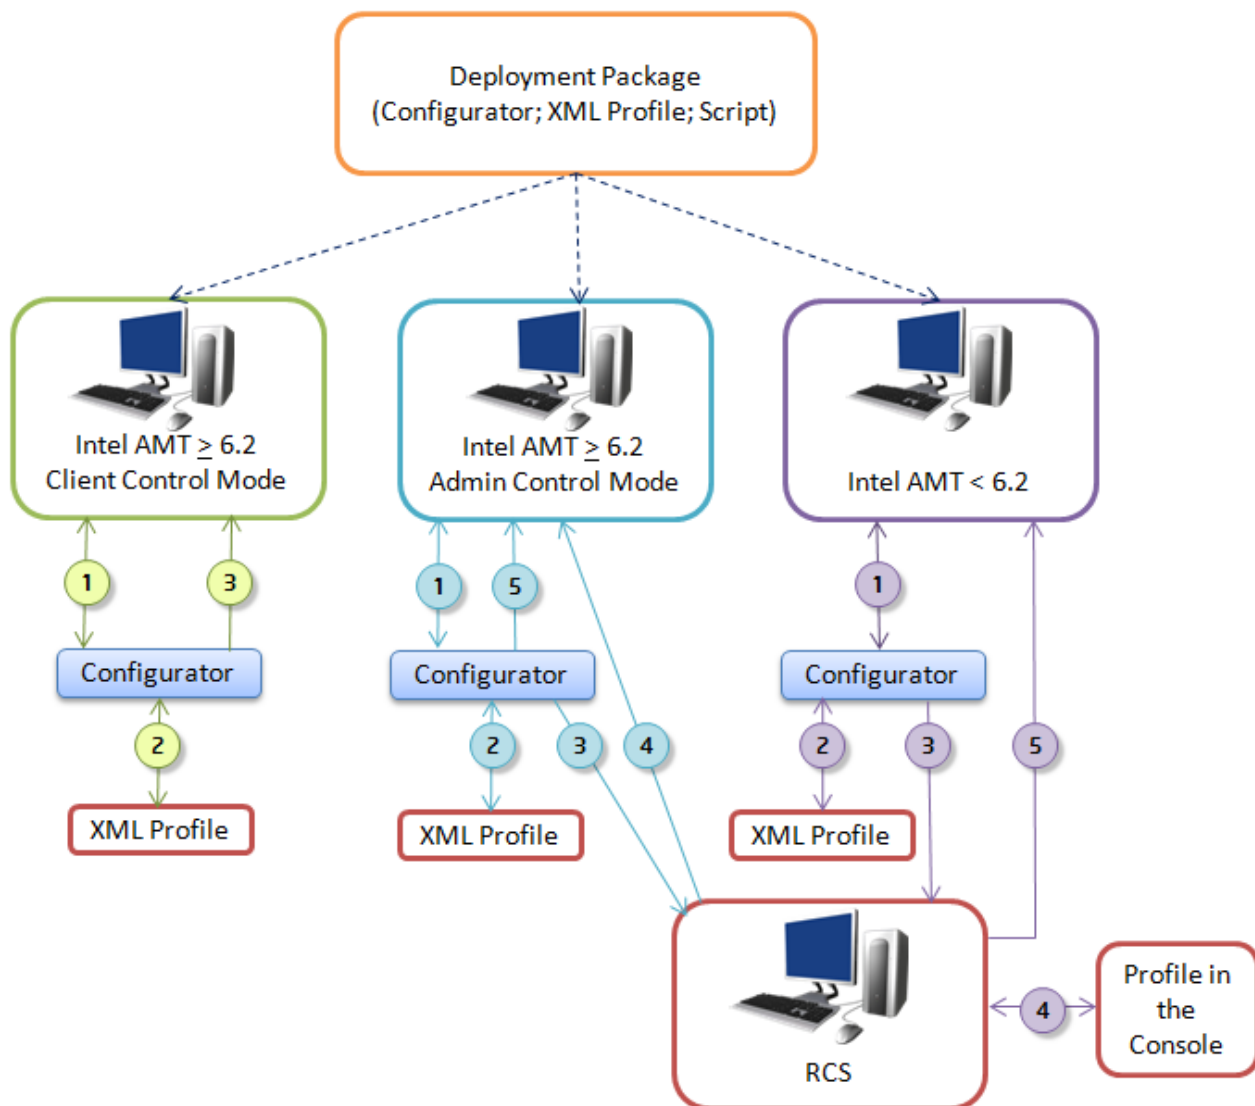 Deployment Package
(Configurator; XML Profile; Script)
Intel AMT ≥ 6.2
Client Control Mode
Intel AMT ≥ 6.2
Admin Control Mode
Intel AMT < 6.2
1
3
1
5
1
Configurator
Configurator
Configurator
2
2
3
4
2
3
5
XML Profile
XML Profile
XML Profile
RCS
4
Profile in
the
Console